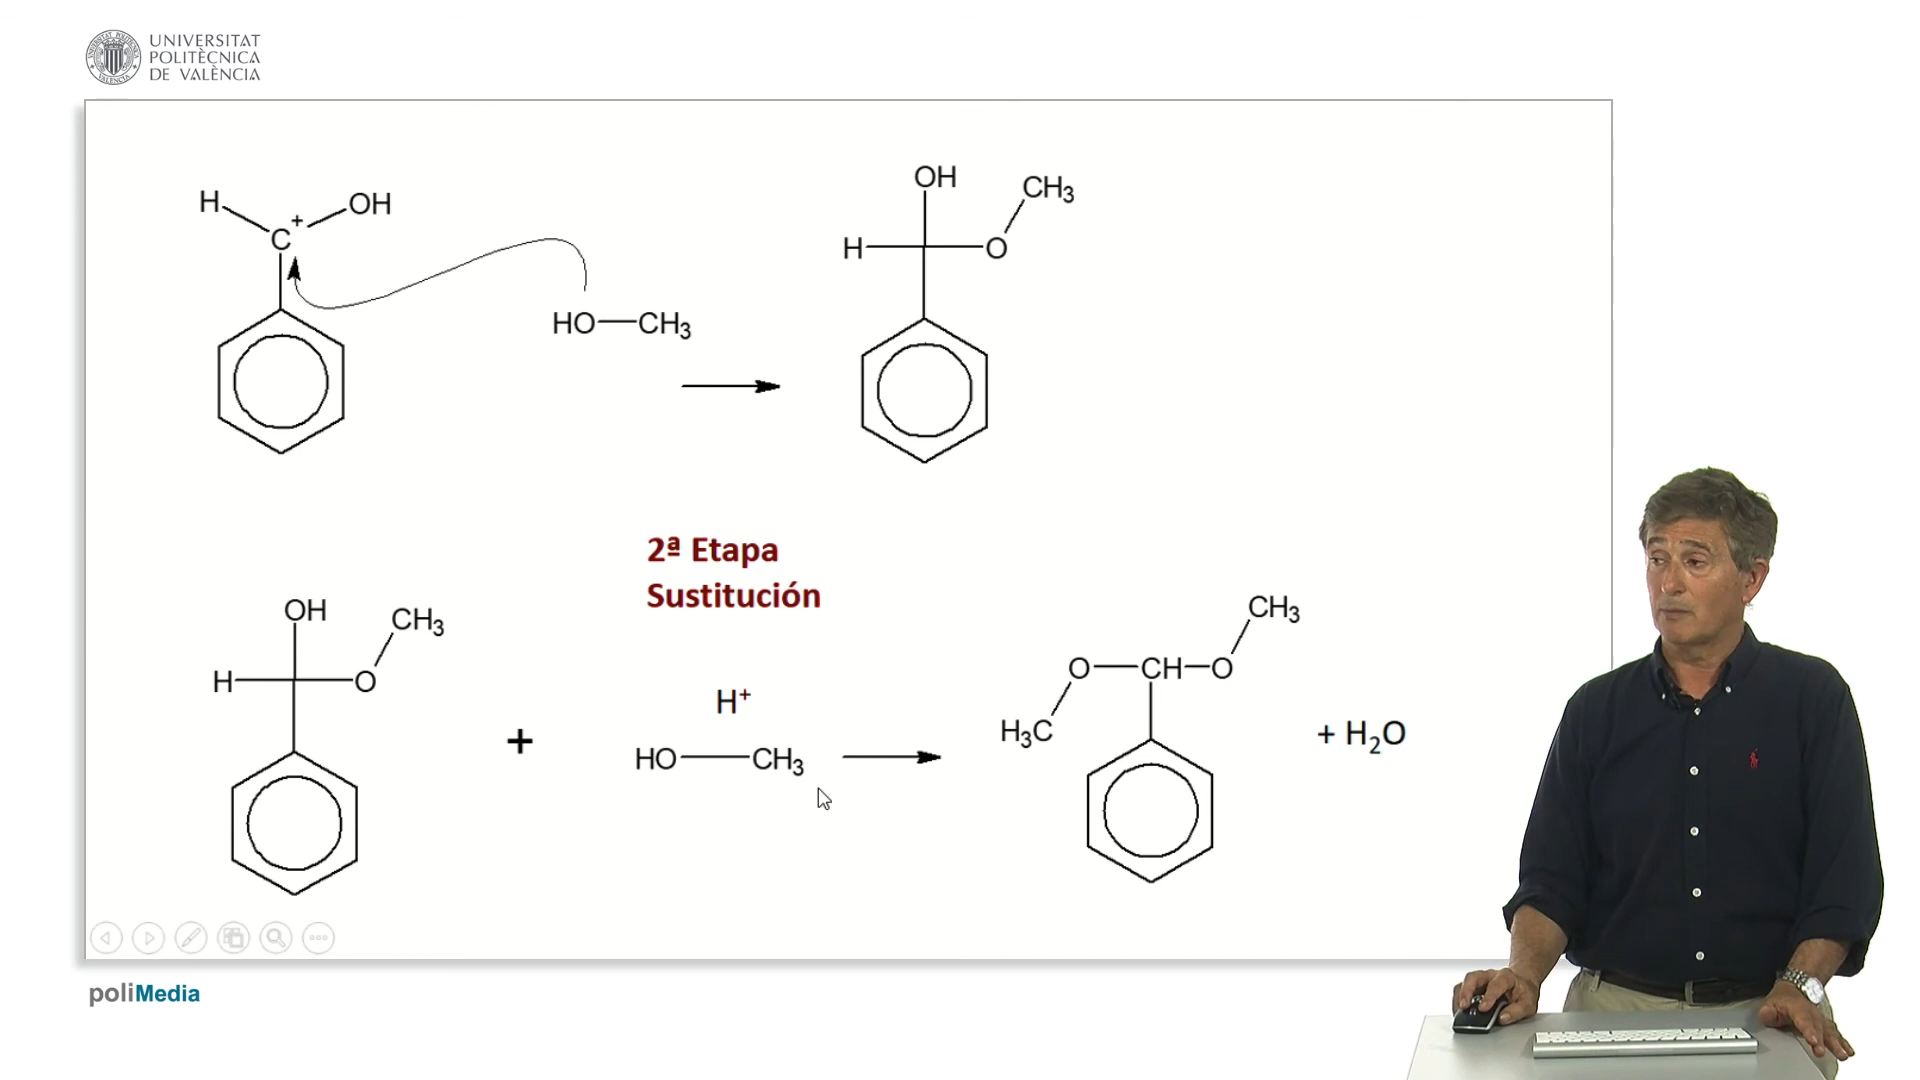 UNIVERSITAT
POLITÈCNICA
DE VALÈNCIA
H
OH
C
+
HO CH₃
OH
CH₃
H
O
2ª Etapa
Sustitución
OH
CH₃
H
O
+
H⁺
HO CH₃
CH₃
O CH O
H₃C
+ H₂O
poliMedia